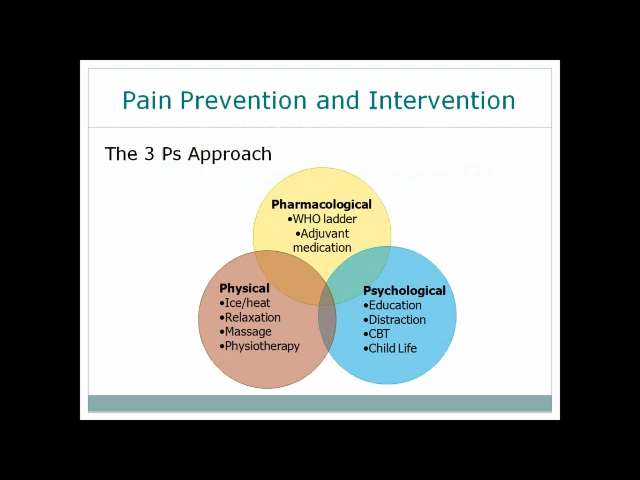 Pain Prevention and Intervention
The 3 Ps Approach
Pharmacological
•WHO ladder
•Adjuvant
medication
Physical
•Ice/heat
•Relaxation
•Massage
•Physiotherapy
Psychological
•Education
•Distraction
•CBT
•Child Life